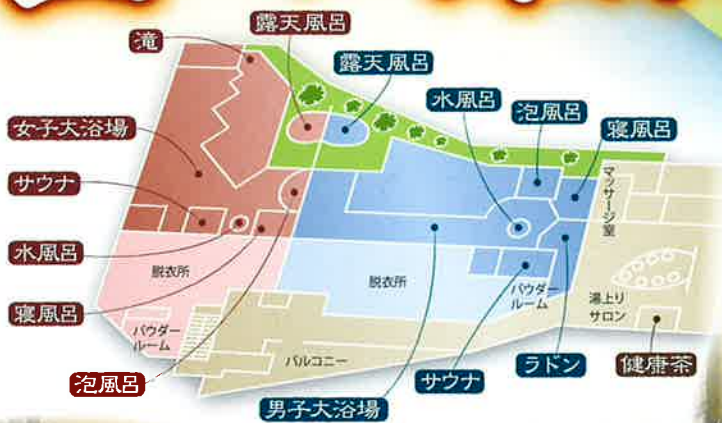 滝
露天風呂
露天風呂
水風呂
泡風呂
寝風呂
女子大浴場
サウナ
水風呂
寝風呂
泡風呂
脱衣所
パウダー
ルーム
バルコニー
脱衣所
パウダー
ルーム
マッサージ室
湯上り
サロン
男子大浴場
サウナ
ラドン
健康茶